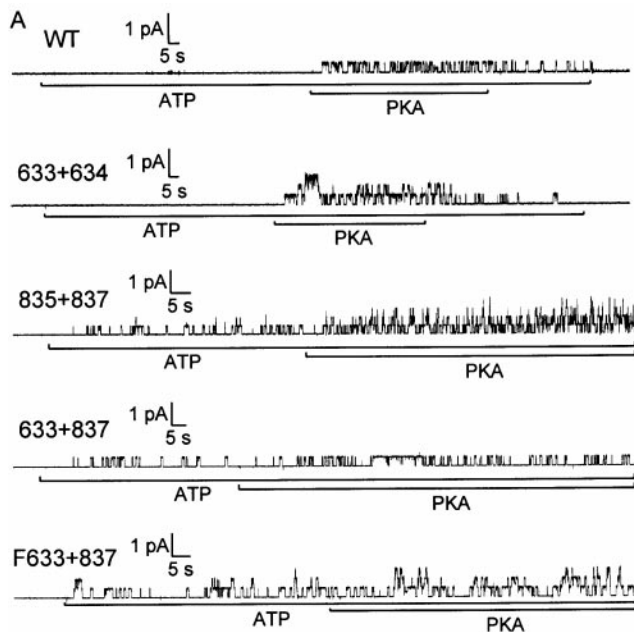 A
WT
1 pA
5 s
ATP
PKA
633+634
1 pA
5 s
ATP
PKA
835+837
1 pA
5 s
ATP
PKA
633+837
1 pA
5 s
ATP
PKA
F633+837
1 pA
5 s
ATP
PKA